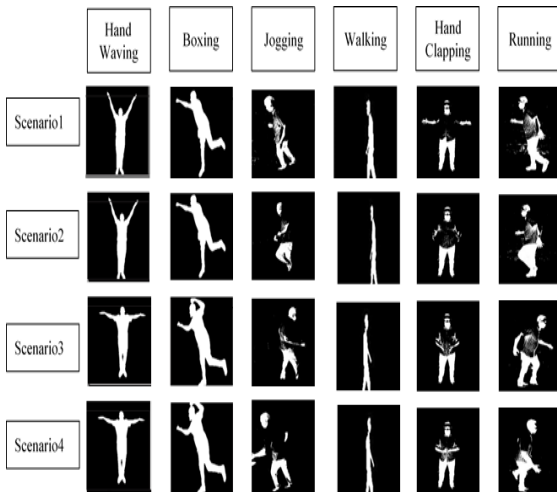 Hand
Waving
Boxing
Jogging
Walking
Hand
Clapping
Running
Scenario1
Scenario2
Scenario3
Scenario4